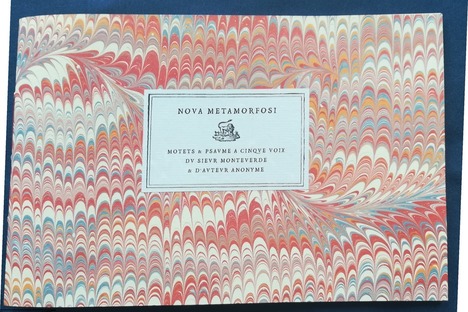 NOVA METAMORFOSI
MOTETS & PSAVME A CINQVE VOIX
DV SIEVR MONTEVERDE
& D'AVTEVR ANONYME